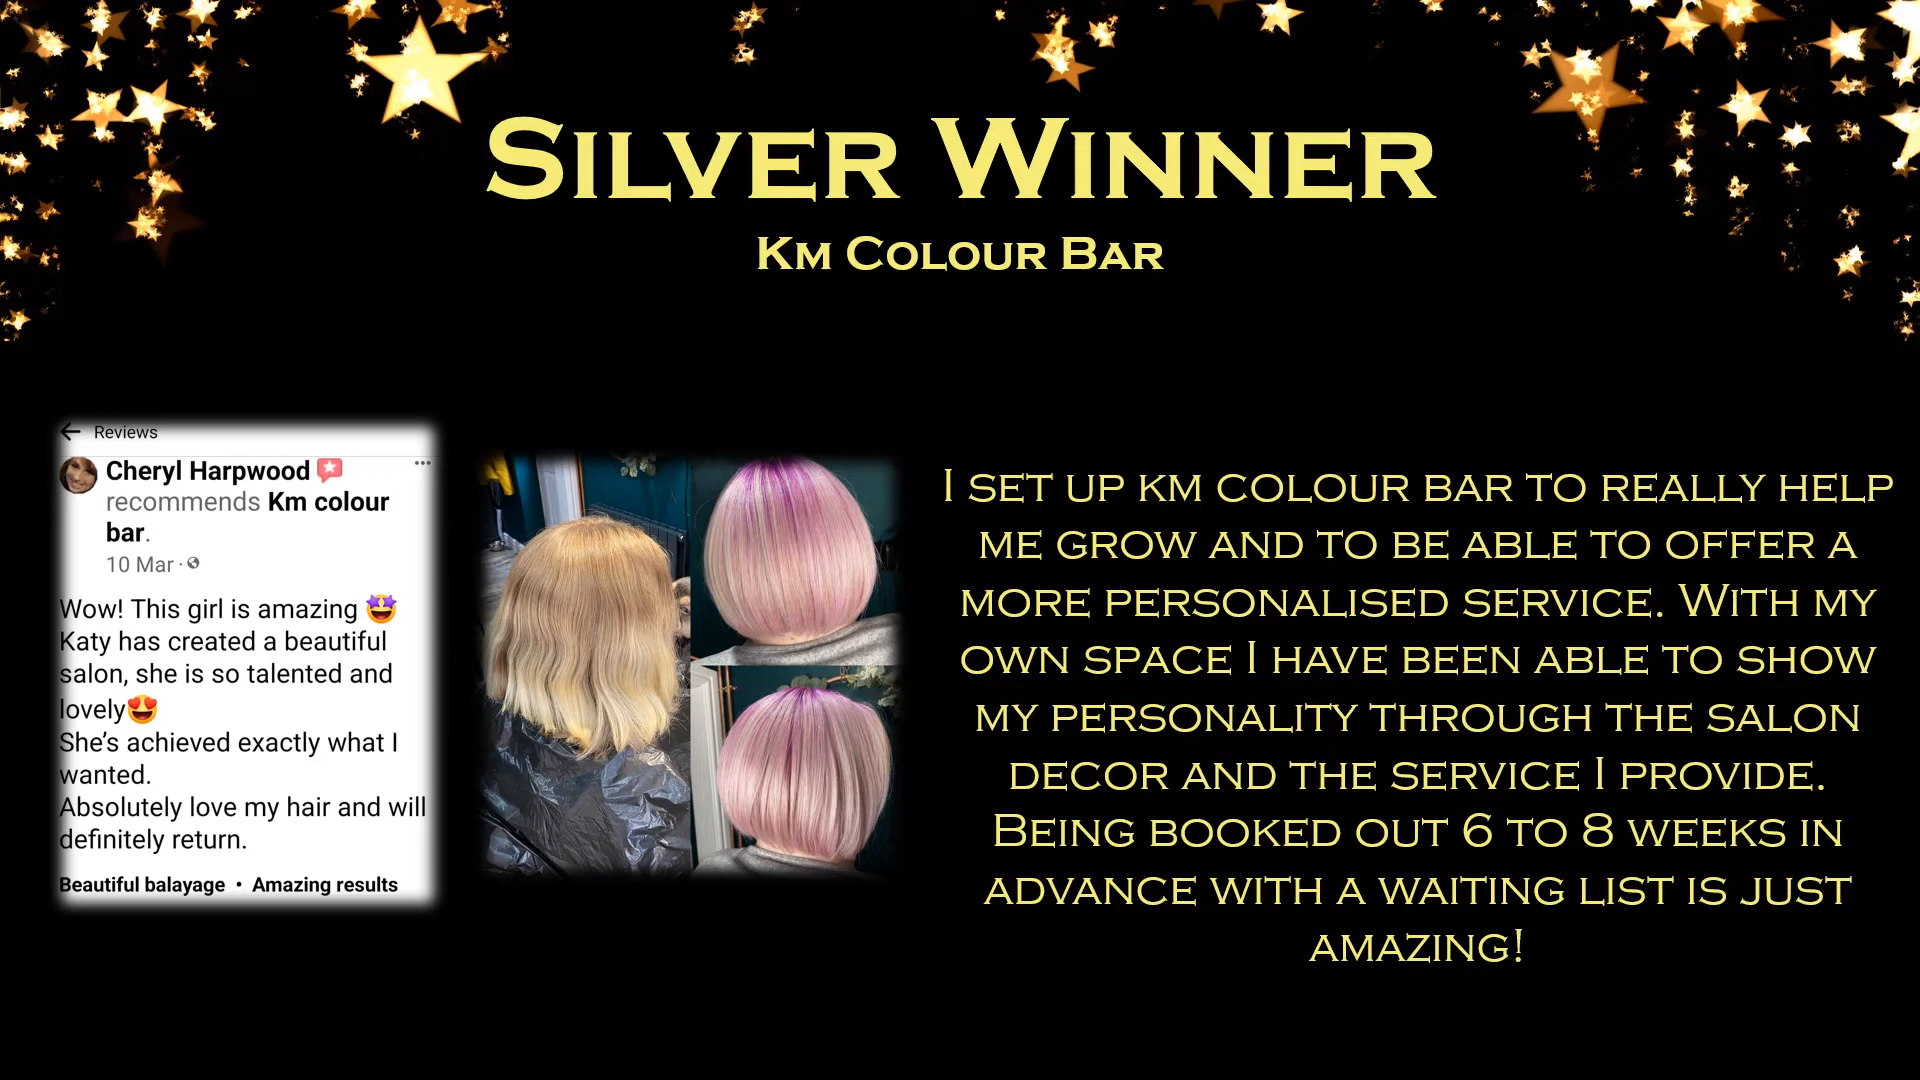 Silver Winner
Km Colour Bar
Reviews
Cheryl Harpwood
recommends Km colour
bar.
10 Mar ·
Wow! This girl is amazing 🤩
Katy has created a beautiful
salon, she is so talented and
lovely😍
She's achieved exactly what I
wanted.
Absolutely love my hair and will
definitely return.
Beautiful balayage • Amazing results
I set up km colour bar to really help
me grow and to be able to offer a
more personalised service. With my
own space I have been able to show
my personality through the salon
decor and the service I provide.
Being booked out 6 to 8 weeks in
advance with a waiting list is just
amazing!